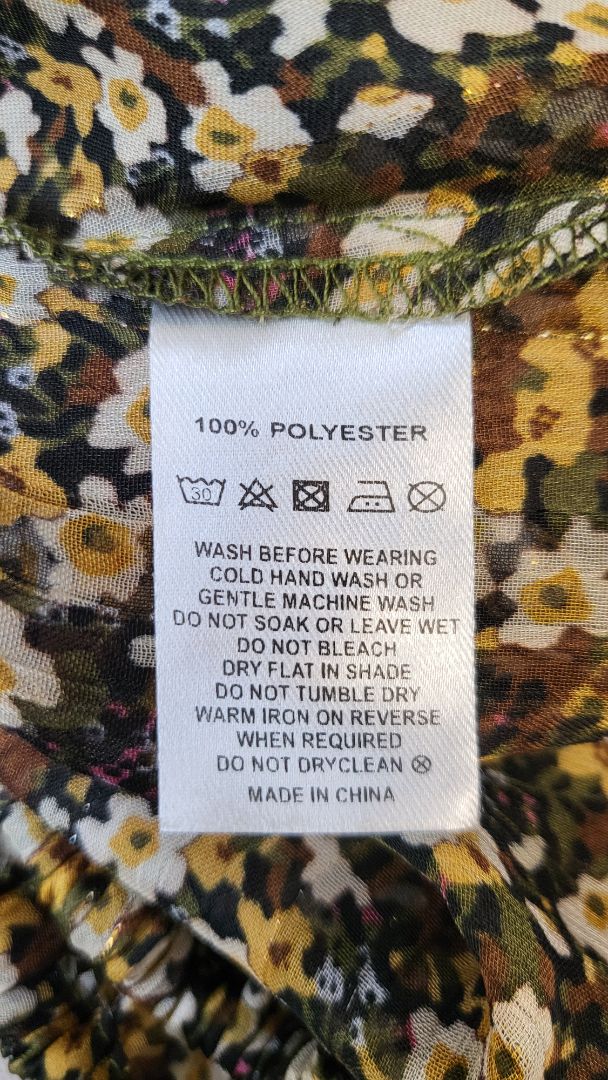 100% POLYESTER
30
WASH BEFORE WEARING
COLD HAND WASH OR
GENTLE MACHINE WASH
DO NOT SOAK OR LEAVE WET
DO NOT BLEACH
DRY FLAT IN SHADE
DO NOT TUMBLE DRY
WARM IRON ON REVERSE
WHEN REQUIRED
DO NOT DRYCLEAN
MADE IN CHINA